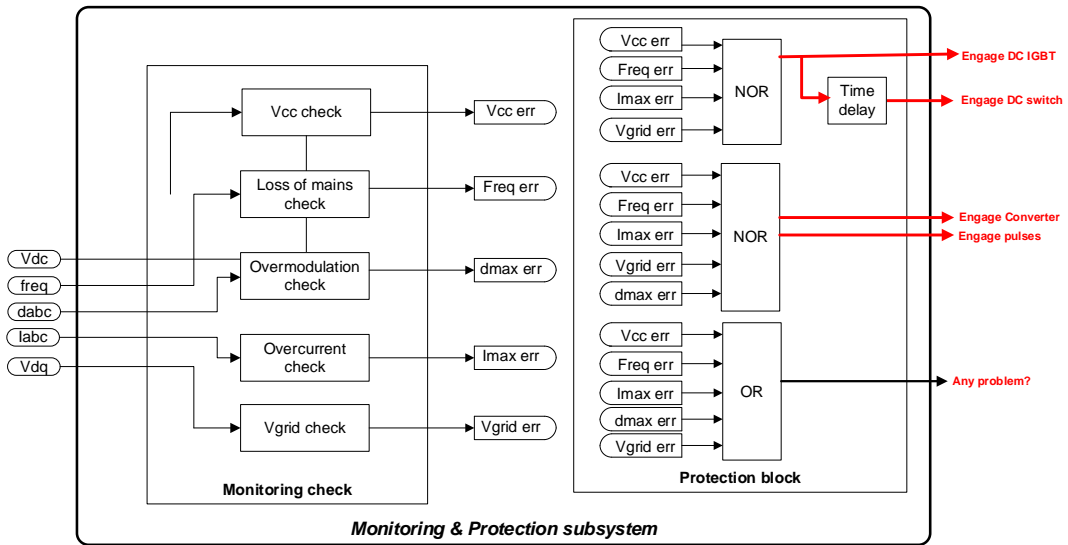 Vdc
freq
dabc
Iabc
Vdq
Vcc check
Loss of mains
check
Overmodulation
check
Overcurrent
check
Vgrid check
Monitoring check
Vcc err
Freq err
dmax err
Imax err
Vgrid err
Vcc err
Freq err
Imax err
Vgrid err
NOR
Time
delay
Engage DC IGBT
Engage DC switch
Vcc err
Freq err
Imax err
Vgrid err
dmax err
NOR
Engage Converter
Engage pulses
Vcc err
Freq err
Imax err
dmax err
Vgrid err
OR
Any problem?
Protection block
Monitoring & Protection subsystem